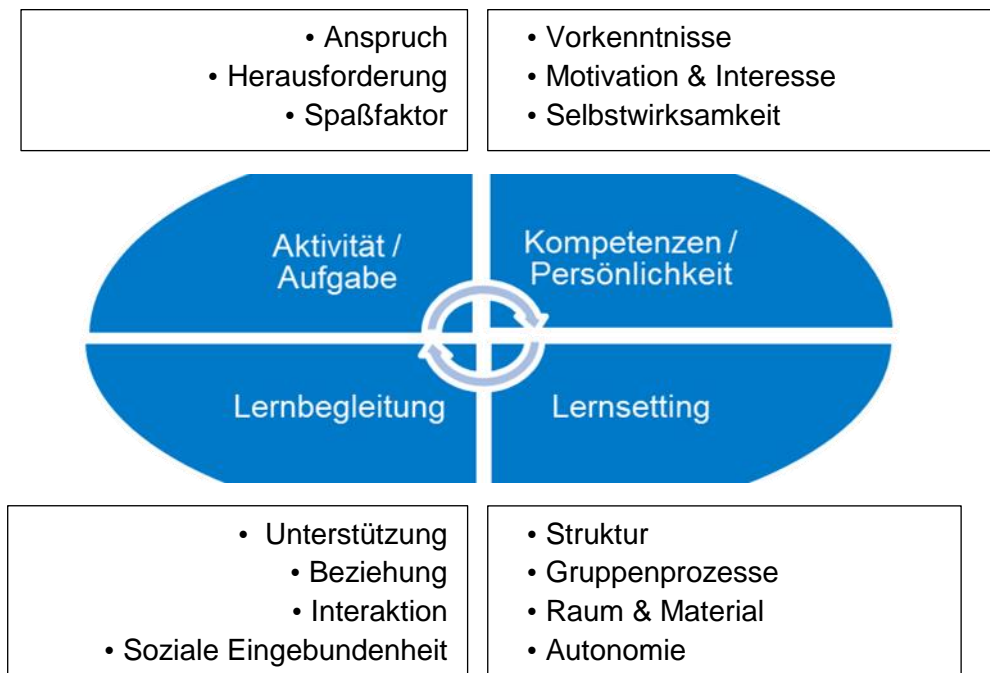 • Anspruch
• Herausforderung
• Spaßfaktor
• Vorkenntnisse
• Motivation & Interesse
• Selbstwirksamkeit
Aktivität /
Aufgabe
Kompetenzen /
Persönlichkeit
Lernbegleitung
Lernsetting
• Unterstützung
• Beziehung
• Interaktion
• Soziale Eingebundenheit
• Struktur
• Gruppenprozesse
• Raum & Material
• Autonomie